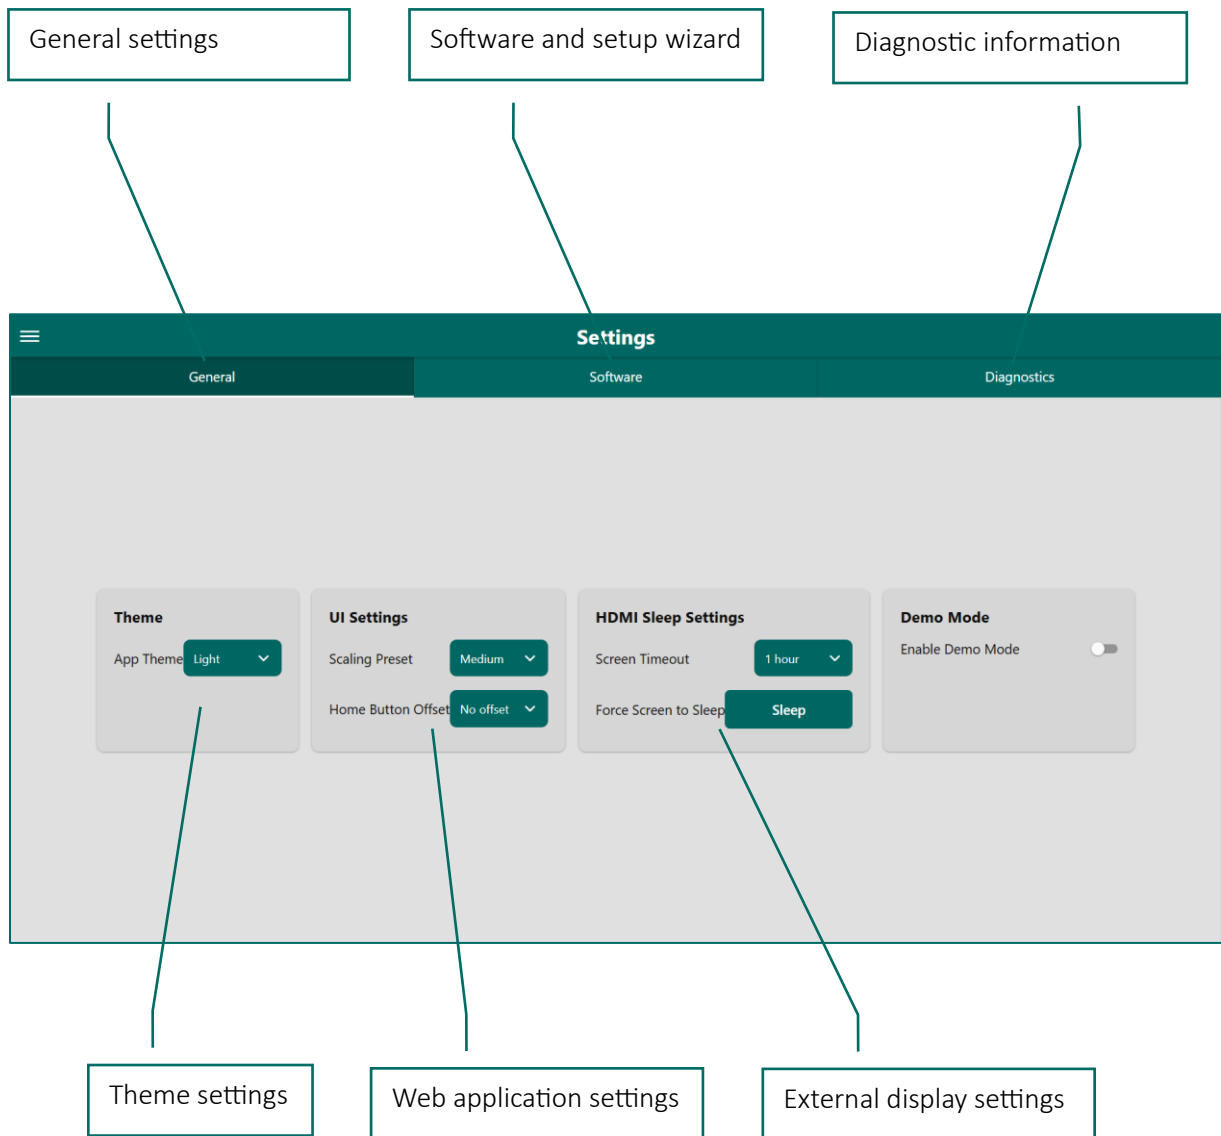 General settings
Software and setup wizard
Diagnostic information
Settings
General
Software
Diagnostics
Theme
App Theme
Light
UI Settings
Scaling Preset
Medium
Home Button Offset
No offset
HDMI Sleep Settings
Screen Timeout
1 hour
Force Screen to Sleep
Sleep
Demo Mode
Enable Demo Mode
Theme settings
Web application settings
External display settings